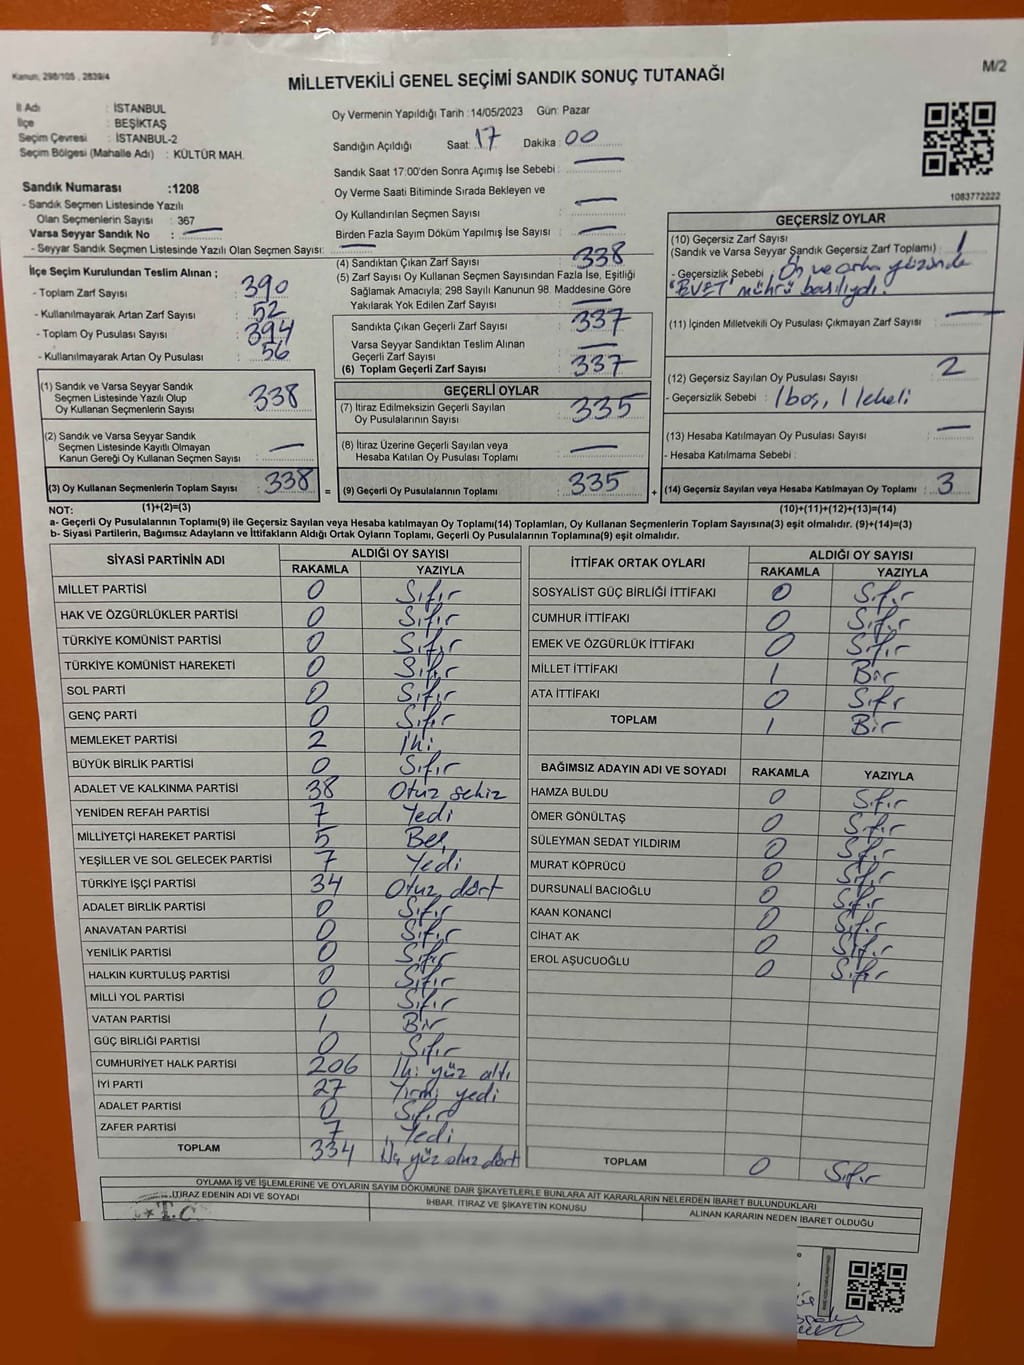 Kanun, 298/105 , 2839/4
M/2
MİLLETVEKİLİ GENEL SEÇİMİ SANDIK SONUÇ TUTANAĞI
İl Adı : İSTANBUL
İlçe : BEŞİKTAŞ
Seçim Çevresi : İSTANBUL-2
Seçim Bölgesi (Mahalle Adı) : KÜLTÜR MAH.
Oy Vermenin Yapıldığı Tarih :14/05/2023 Gün: Pazar
Sandığın Açıldığı Saat: 17 Dakika: 00
Sandık Saat 17:00'den Sonra Açımış İse Sebebi : —
Oy Verme Saati Bitiminde Sırada Bekleyen ve
Oy Kullandırılan Seçmen Sayısı —
Birden Fazla Sayım Döküm Yapılmış İse Sayısı —
1083772222
Sandık Numarası :1208
- Sandık Seçmen Listesinde Yazılı
Olan Seçmenlerin Sayısı : 367
Varsa Seyyar Sandık No : —
- Seyyar Sandık Seçmen Listesinde Yazılı Olan Seçmen Sayısı: —
İlçe Seçim Kurulundan Teslim Alınan ;
- Toplam Zarf Sayısı 390
- Kullanılmayarak Artan Zarf Sayısı 52
- Toplam Oy Pusulası Sayısı 394
- Kullanılmayarak Artan Oy Pusulası 56
(1) Sandık ve Varsa Seyyar Sandık
Seçmen Listesinde Yazılı Olup
Oy Kullanan Seçmenlerin Sayısı 338
(2) Sandık ve Varsa Seyyar Sandık
Seçmen Listesinde Kayıtlı Olmayan
Kanun Gereği Oy Kullanan Seçmen Sayısı —
(3) Oy Kullanan Seçmenlerin Toplam Sayısı : 338 =
(1)+(2)=(3)
(4) Sandıktan Çıkan Zarf Sayısı 338
(5) Zarf Sayısı Oy Kullanan Seçmen Sayısından Fazla İse, Eşitliği
Sağlamak Amacıyla; 298 Sayılı Kanunun 98. Maddesine Göre
Yakılarak Yok Edilen Zarf Sayısı —
Sandıkta Çıkan Geçerli Zarf Sayısı 337
Varsa Seyyar Sandıktan Teslim Alınan
Geçerli Zarf Sayısı —
(6) Toplam Geçerli Zarf Sayısı 337
GEÇERLİ OYLAR
(7) İtiraz Edilmeksizin Geçerli Sayılan
Oy Pusulalarının Sayısı 335
(8) İtiraz Üzerine Geçerli Sayılan veya
Hesaba Katılan Oy Pusulası Toplamı —
(9) Geçerli Oy Pusulalarının Toplamı 335 +
GEÇERSİZ OYLAR
(10) Geçersiz Zarf Sayısı
(Sandık ve Varsa Seyyar Sandık Geçersiz Zarf Toplamı) : 1
- Geçersizlik Sebebi : Ön ve arka yüzünde
"EVET" mührü basılıydı.
(11) İçinden Milletvekili Oy Pusulası Çıkmayan Zarf Sayısı —
(12) Geçersiz Sayılan Oy Pusulası Sayısı 2
- Geçersizlik Sebebi : 1 boş, 1 lekeli
(13) Hesaba Katılmayan Oy Pusulası Sayısı —
- Hesaba Katılmama Sebebi :
(14) Geçersiz Sayılan veya Hesaba Katılmayan Oy Toplamı : 3
(10)+(11)+(12)+(13)=(14)
NOT:
a- Geçerli Oy Pusulalarının Toplamı(9) ile Geçersiz Sayılan veya Hesaba katılmayan Oy Toplamı(14) Toplamları, Oy Kullanan Seçmenlerin Toplam Sayısına(3) eşit olmalıdır. (9)+(14)=(3)
b- Siyasi Partilerin, Bağımsız Adayların ve İttifakların Aldığı Ortak Oyların Toplamı, Geçerli Oy Pusulalarının Toplamına(9) eşit olmalıdır.
SİYASİ PARTİNİN ADI ALDIĞI OY SAYISI
RAKAMLA YAZIYLA
MİLLET PARTİSİ 0 Sıfır
HAK VE ÖZGÜRLÜKLER PARTİSİ 0 Sıfır
TÜRKİYE KOMÜNİST PARTİSİ 0 Sıfır
TÜRKİYE KOMÜNİST HAREKETİ 0 Sıfır
SOL PARTİ 0 Sıfır
GENÇ PARTİ 0 Sıfır
MEMLEKET PARTİSİ 2 İki
BÜYÜK BİRLİK PARTİSİ 0 Sıfır
ADALET VE KALKINMA PARTİSİ 38 Otuz sekiz
YENİDEN REFAH PARTİSİ 7 Yedi
MİLLİYETÇİ HAREKET PARTİSİ 5 Beş
YEŞİLLER VE SOL GELECEK PARTİSİ 7 Yedi
TÜRKİYE İŞÇİ PARTİSİ 34 Otuz dört
ADALET BİRLİK PARTİSİ 0 Sıfır
ANAVATAN PARTİSİ 0 Sıfır
YENİLİK PARTİSİ 0 Sıfır
HALKIN KURTULUŞ PARTİSİ 0 Sıfır
MİLLİ YOL PARTİSİ 0 Sıfır
VATAN PARTİSİ 1 Bir
GÜÇ BİRLİĞİ PARTİSİ 0 Sıfır
CUMHURİYET HALK PARTİSİ 206 İki yüz altı
İYİ PARTİ 27 Yirmi yedi
ADALET PARTİSİ 0 Sıfır
ZAFER PARTİSİ 7 Yedi
TOPLAM 334 Üç yüz otuz dört
İTTİFAK ORTAK OYLARI ALDIĞI OY SAYISI
RAKAMLA YAZIYLA
SOSYALİST GÜÇ BİRLİĞİ İTTİFAKI 0 Sıfır
CUMHUR İTTİFAKI 0 Sıfır
EMEK VE ÖZGÜRLÜK İTTİFAKI 0 Sıfır
MİLLET İTTİFAKI 1 Bir
ATA İTTİFAKI 0 Sıfır
TOPLAM 1 Bir
BAĞIMSIZ ADAYIN ADI VE SOYADI RAKAMLA YAZIYLA
HAMZA BULDU 0 Sıfır
ÖMER GÖNÜLTAŞ 0 Sıfır
SÜLEYMAN SEDAT YILDIRIM 0 Sıfır
MURAT KÖPRÜCÜ 0 Sıfır
DURSUNALİ BACIOĞLU 0 Sıfır
KAAN KONANCİ 0 Sıfır
CİHAT AK 0 Sıfır
EROL AŞUCUOĞLU 0 Sıfır
TOPLAM 0 Sıfır
OYLAMA İŞ VE İŞLEMLERİNE VE OYLARIN SAYIM DÖKÜMÜNE DAİR ŞİKAYETLERLE BUNLARA AİT KARARLARIN NELERDEN İBARET BULUNDUKLARI
İTİRAZ EDENİN ADI VE SOYADI
İHBAR, İTİRAZ VE ŞİKAYETİN KONUSU
ALINAN KARARIN NEDEN İBARET OLDUĞU
T.C